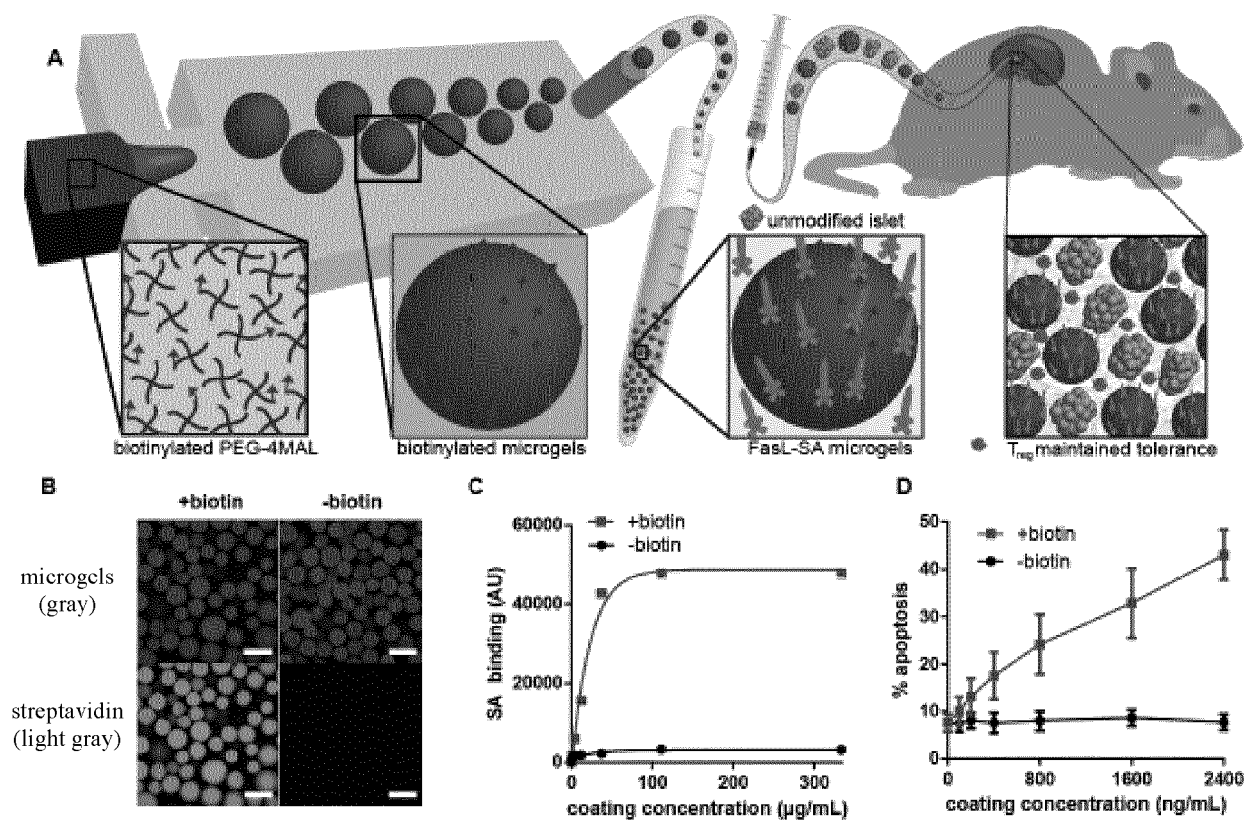 A
unmodified islet
biotinylated PEG-4MAL
biotinylated microgels
FasL-SA microgels
Treg maintained tolerance
B
+biotin
-biotin
microgels
(gray)
streptavidin
(light gray)
C
60000
40000
20000
0
SA binding (AU)
+biotin
-biotin
0
100
200
300
coating concentration (µg/mL)
D
50
40
30
20
10
0
% apoptosis
+biotin
-biotin
0
800
1600
2400
coating concentration (ng/mL)